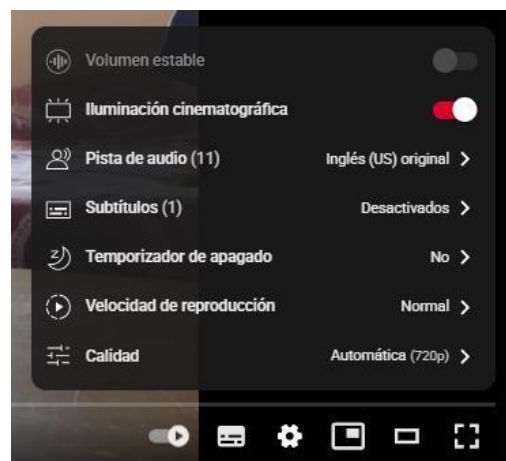 Volumen estable
Iluminación cinematográfica
Pista de audio (11) Inglés (US) original
Subtítulos (1) Desactivados
Temporizador de apagado No
Velocidad de reproducción Normal
Calidad Automática (720p)